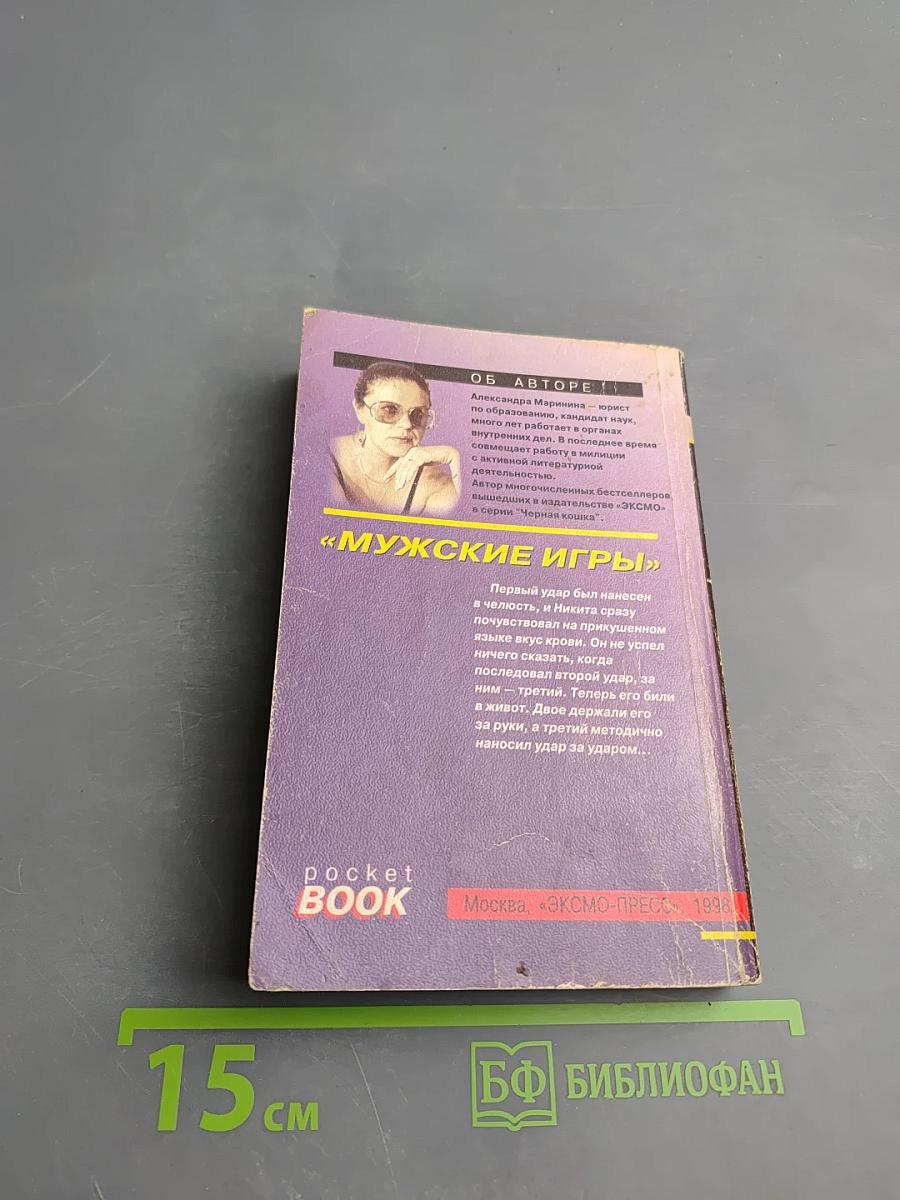 ОБ АВТОРЕ
Александра Маринина — юрист
по образованию, кандидат наук,
много лет работает в органах
внутренних дел. В последнее время
совмещает работу в милиции
с активной литературной
деятельностью.
Автор многочисленных бестселлеров,
вышедших в издательстве «ЭКСМО»
в серии "Черная кошка".
«МУЖСКИЕ ИГРЫ»
Первый удар был нанесен
в челюсть, и Никита сразу
почувствовал на прикушенном
языке вкус крови. Он не успел
ничего сказать, когда
последовал второй удар, за
ним — третий. Теперь его били
в живот. Двое держали его
за руки, а третий методично
наносил удар за ударом...
pocket
BOOK
Москва, «ЭКСМО-ПРЕСС»,
15 см
БФ БИБЛИОФАН